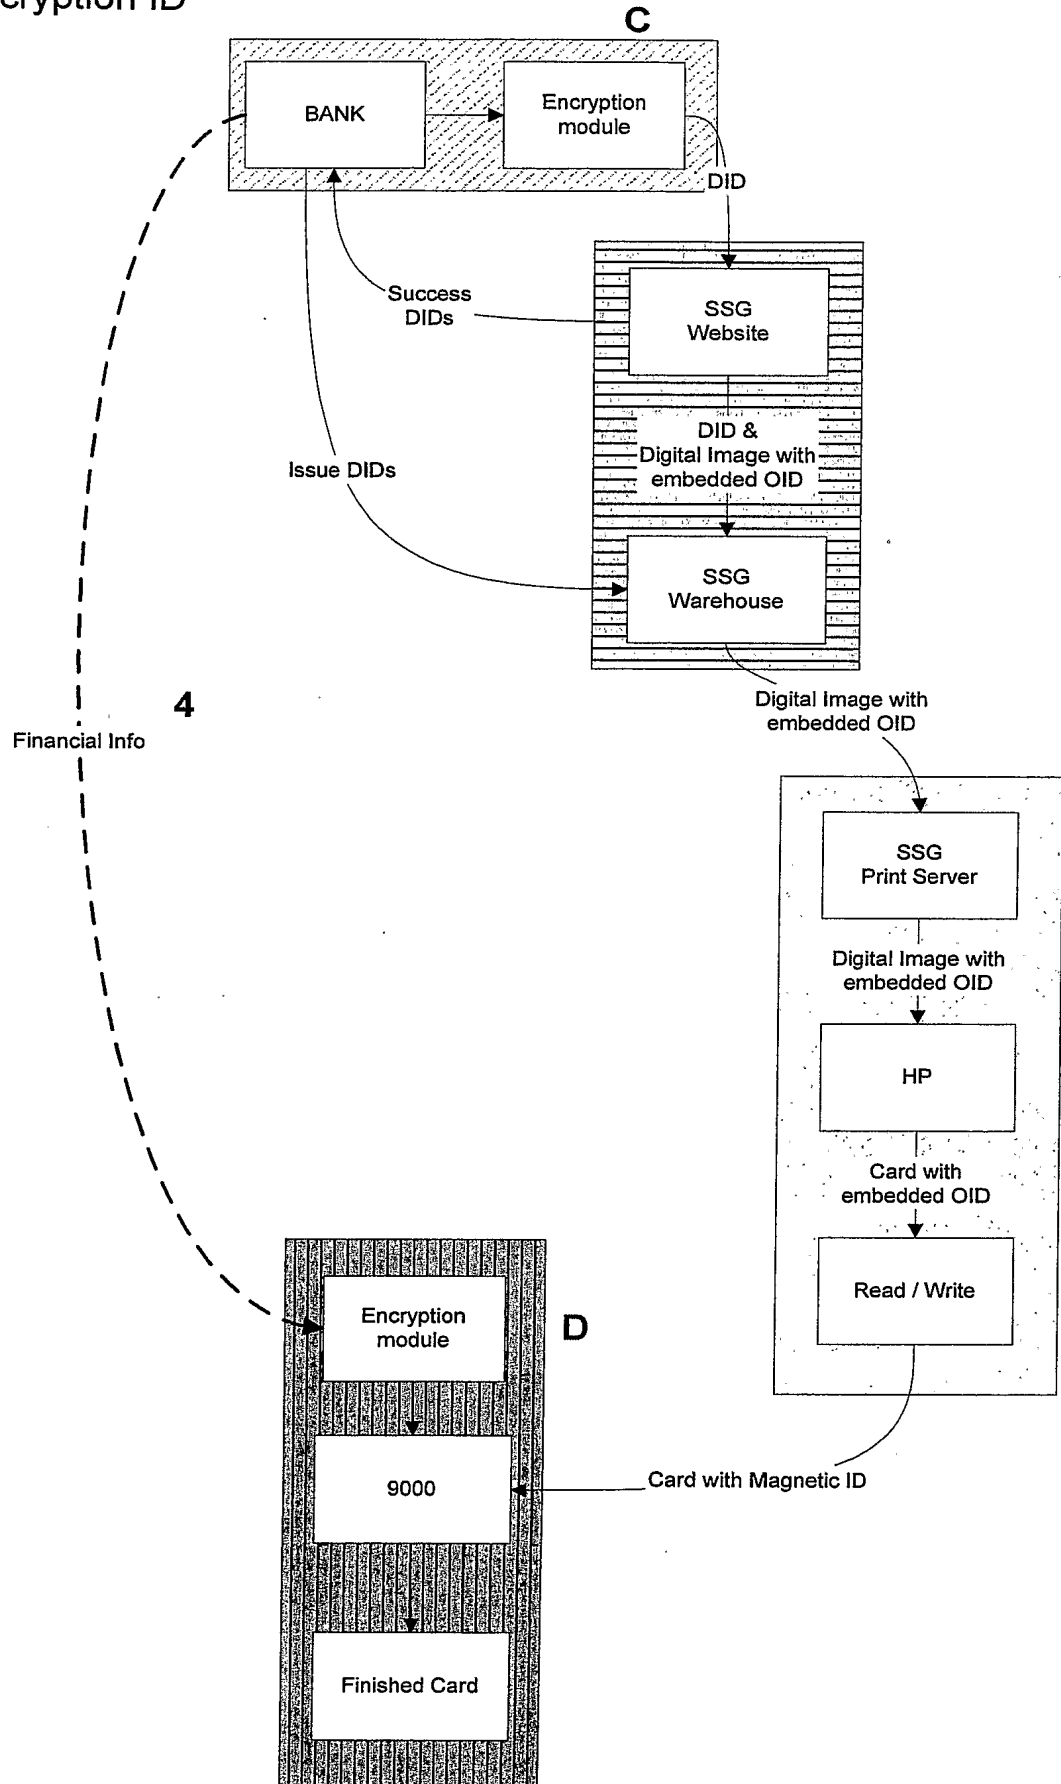 cryption ID
C
BANK
Encryption
module
DID
SSG
Website
Success
DIDs
DID &
Digital Image with
embedded OID
Issue DIDs
SSG
Warehouse
Digital Image with
embedded OID
4
Financial Info
SSG
Print Server
Digital Image with
embedded OID
HP
Card with
embedded OID
Read / Write
Encryption
module
D
9000
Card with Magnetic ID
Finished Card